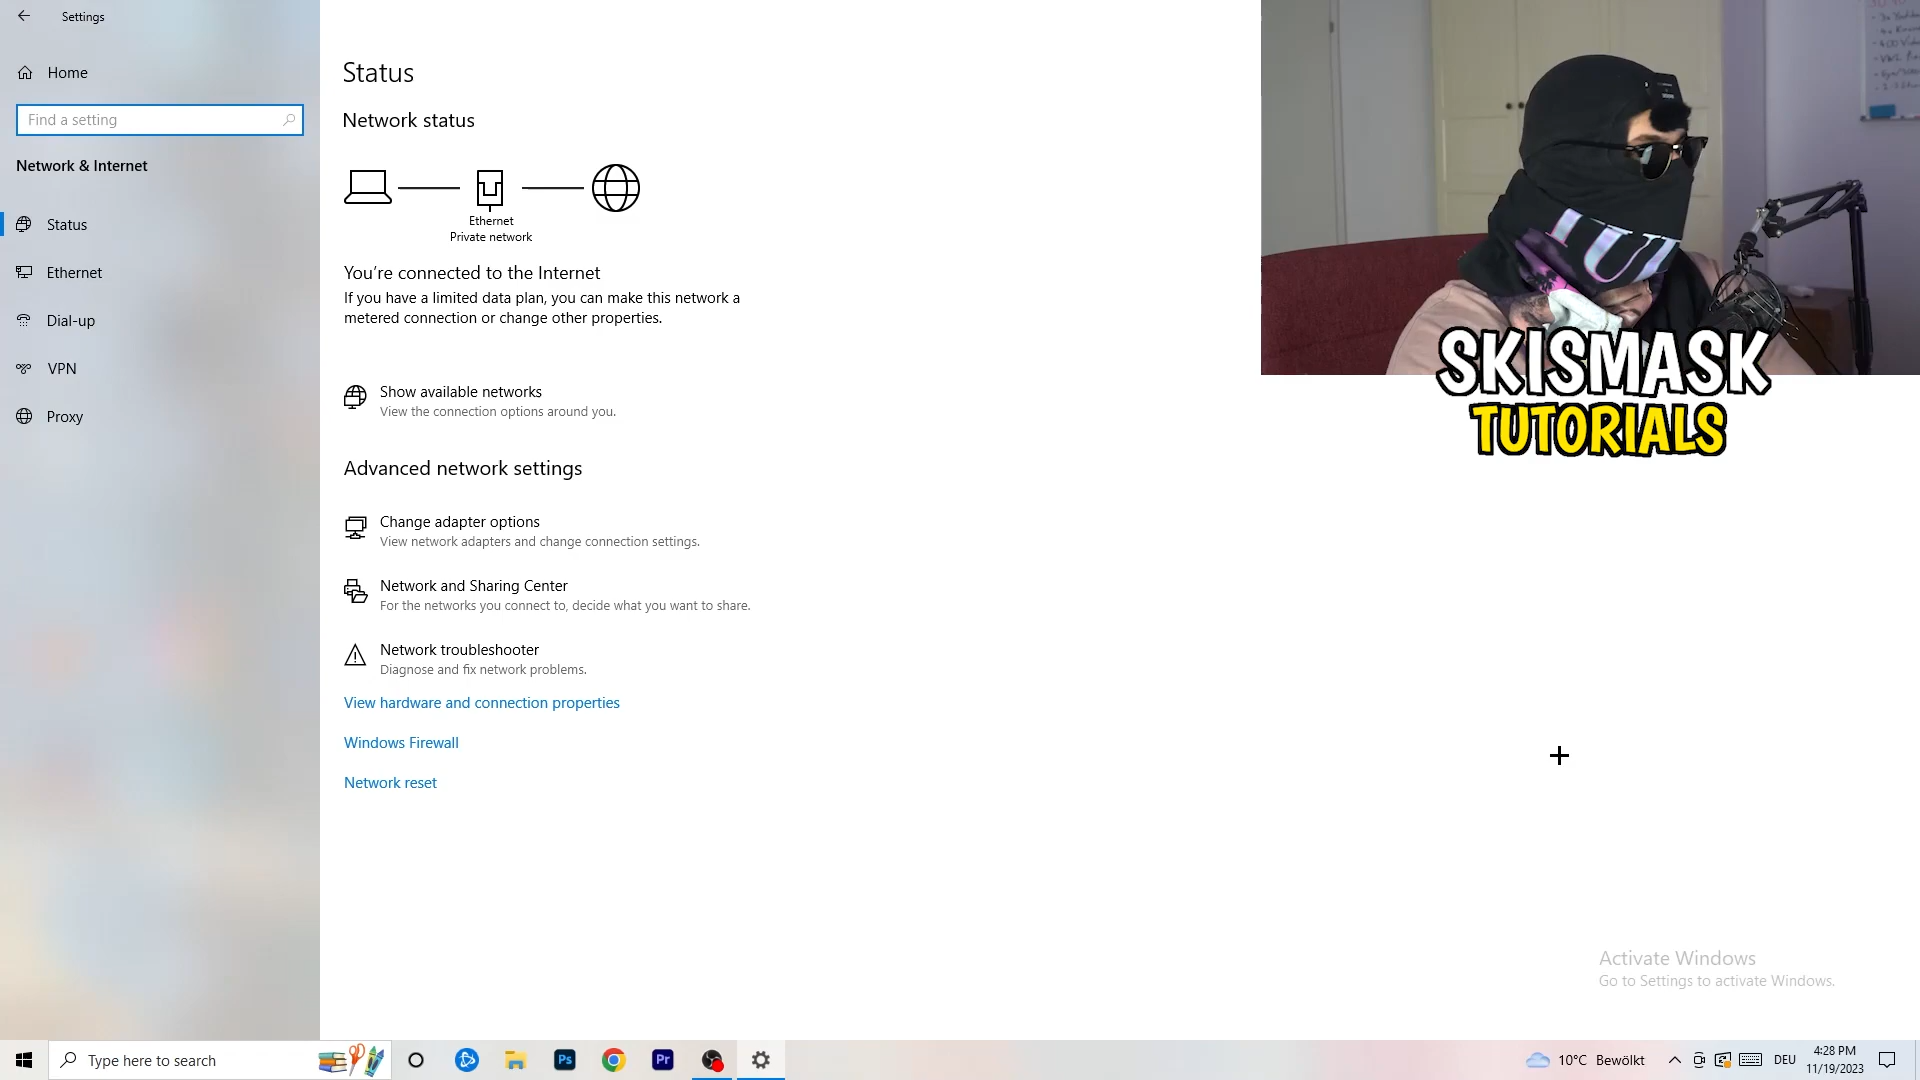 Settings
Home
Find a setting
Network & Internet
Status
Ethernet
Dial-up
VPN
Proxy
Status
Network status
Ethernet
Private network
You're connected to the Internet
If you have a limited data plan, you can make this network a
metered connection or change other properties.
Show available networks
View the connection options around you.
Advanced network settings
Change adapter options
View network adapters and change connection settings.
Network and Sharing Center
For the networks you connect to, decide what you want to share.
Network troubleshooter
Diagnose and fix network problems.
View hardware and connection properties
Windows Firewall
Network reset
SKISMASK
TUTORIALS
Activate Windows
Go to Settings to activate Windows.
Type here to search
Ps
Pr
10°C Bewölkt
DEU
4:28 PM
11/19/2023